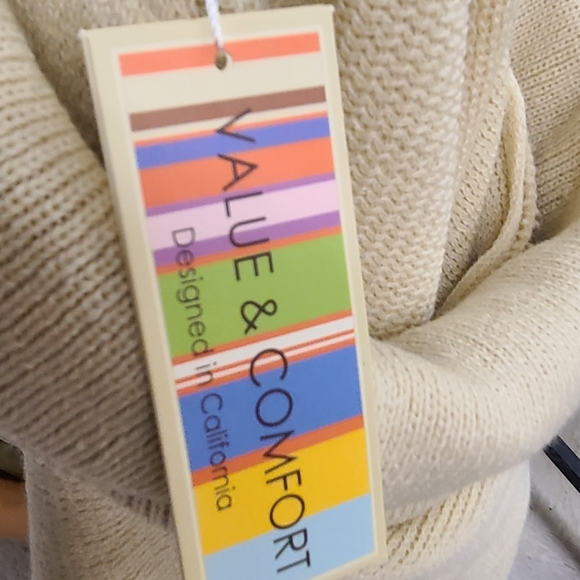 VALUE & COMFORT
Designed in California